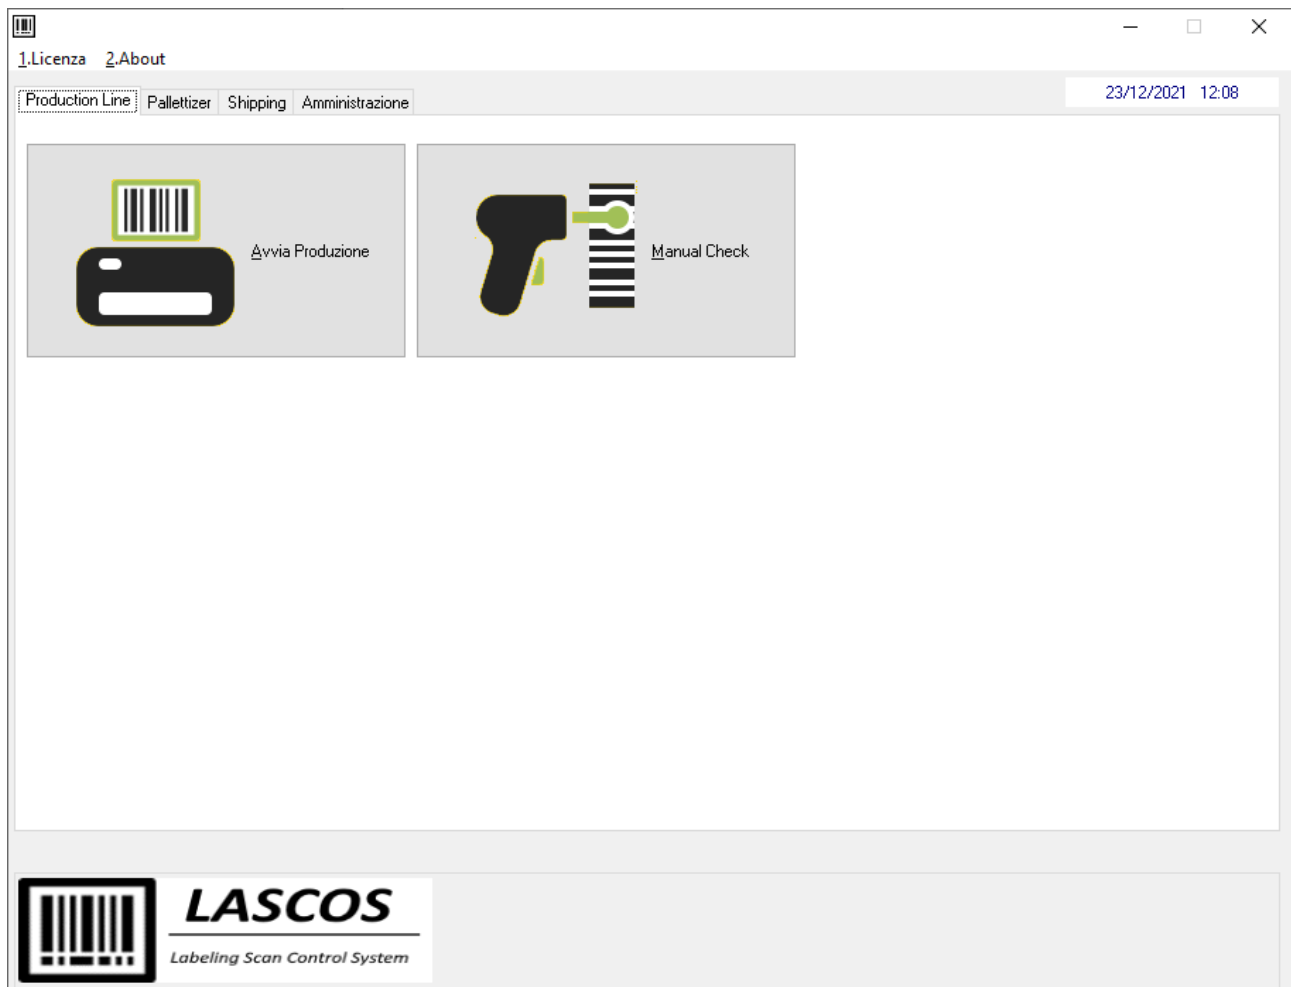 1.Licenza 2.About
Production Line Pallettizer Shipping Amministrazione 23/12/2021 12:08
Avvia Produzione Manual Check
LASCOS
Labeling Scan Control System